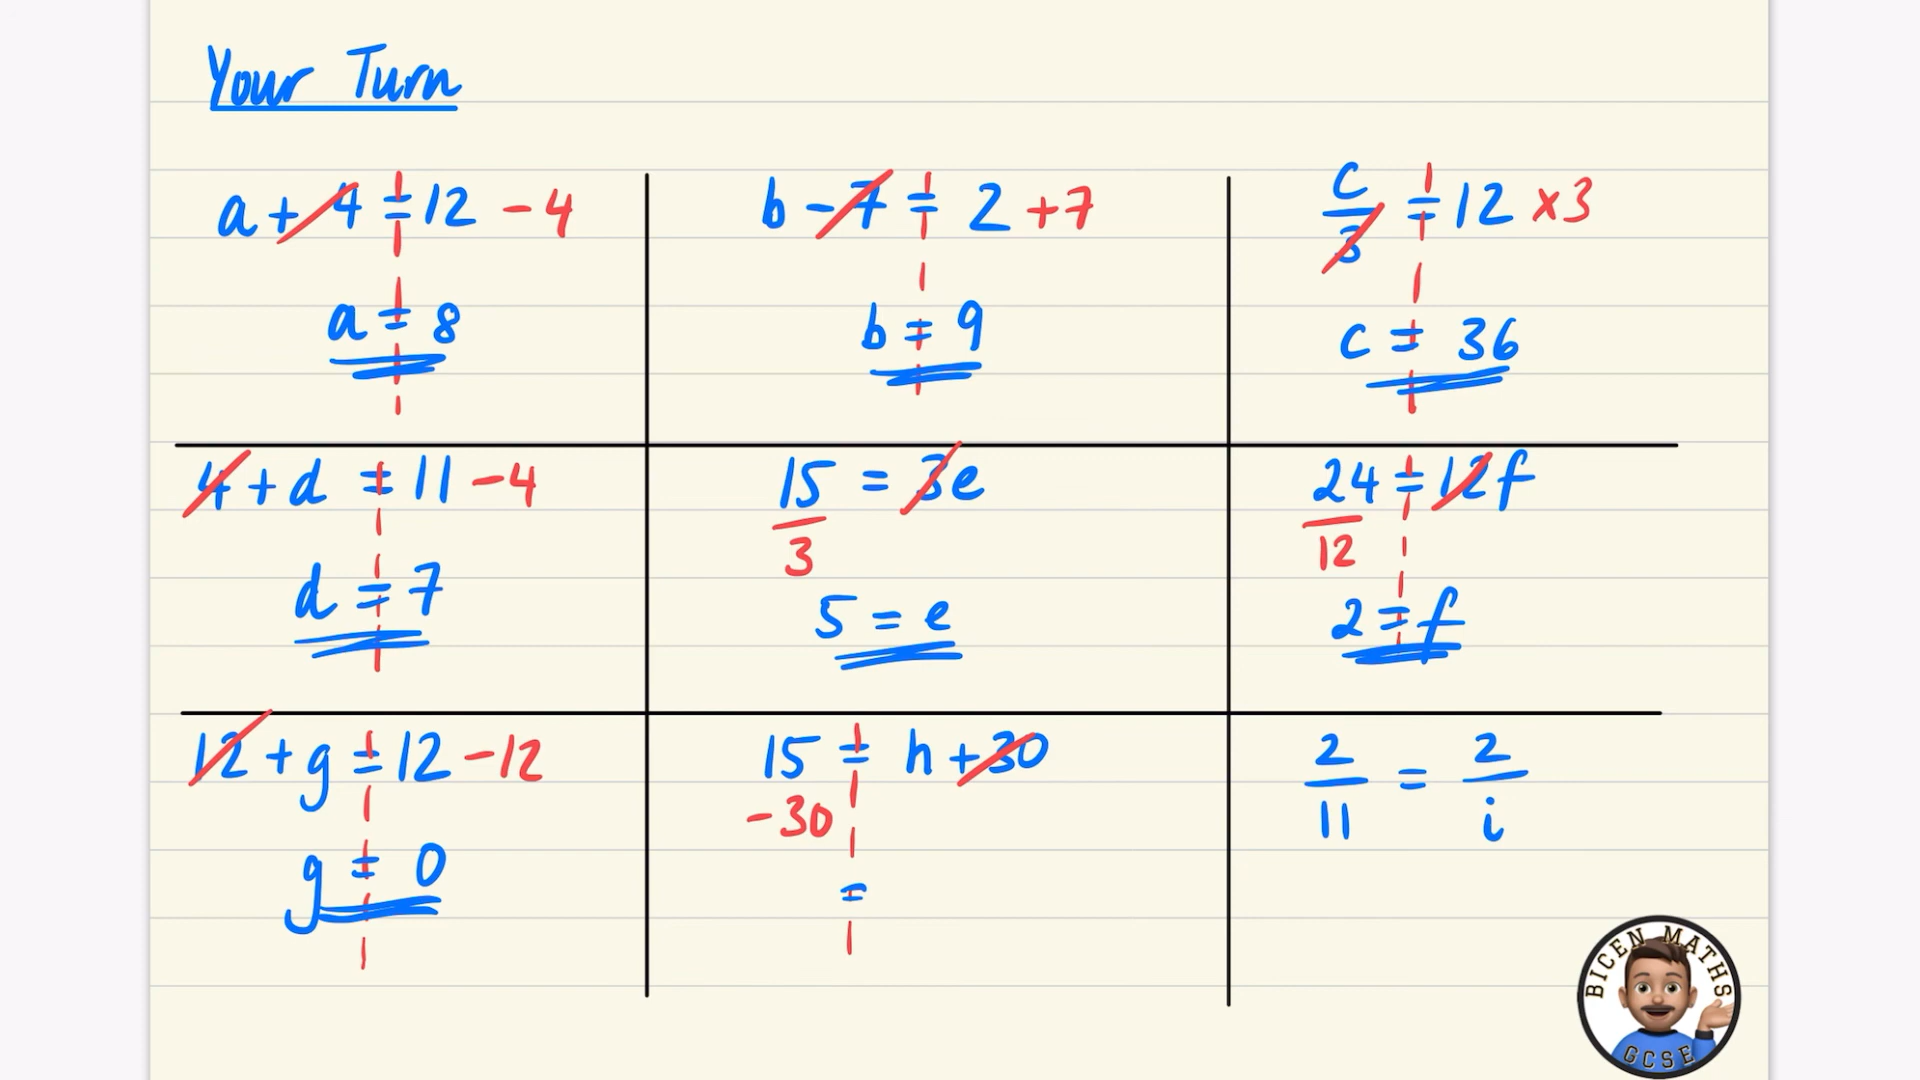 Your Turn
a + 4 = 12 - 4
a = 8
b - 7 = 2 + 7
b = 9
c/3 = 12 ×3
c = 36
4 + d = 11 - 4
d = 7
15 = 3e
3
5 = e
24 = 12f
12
2 = f
12 + g = 12 - 12
g = 0
15 = h + 30
-30
=
2/11 = 2/i
BICEN MATHS
GCSE